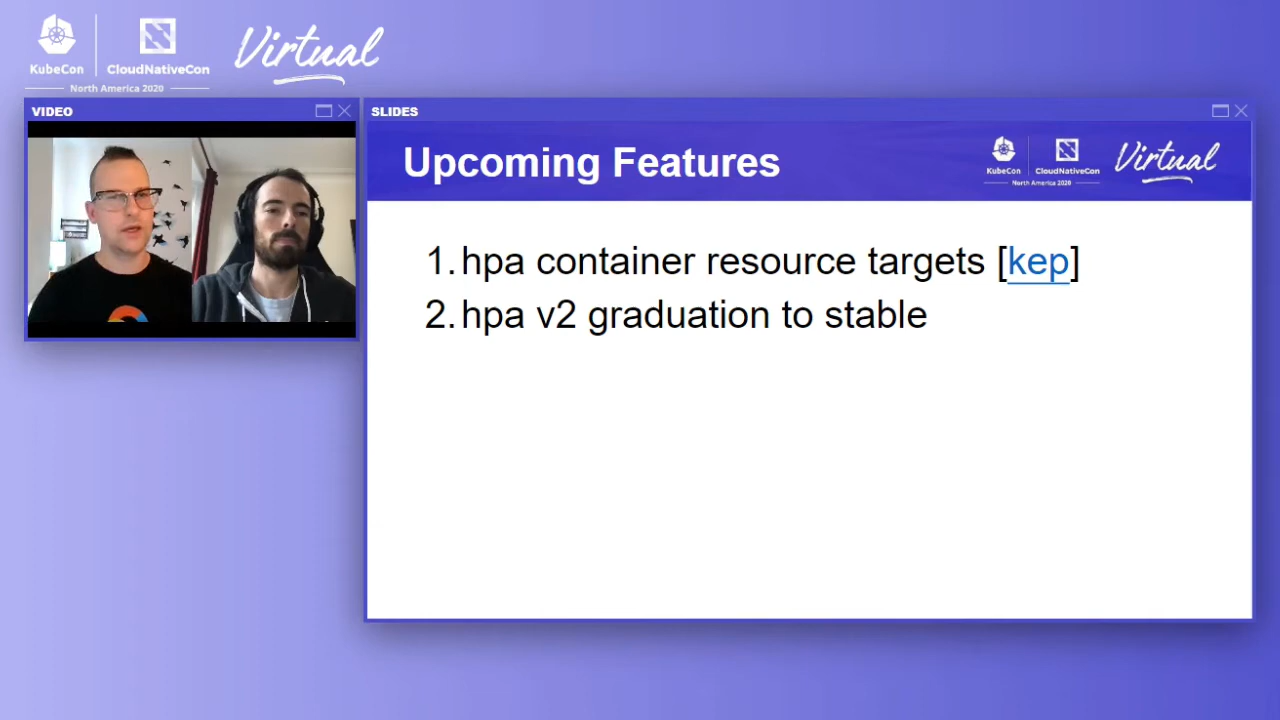 KubeCon
CloudNativeCon
Virtual
North America 2020
VIDEO
SLIDES
Upcoming Features
KubeCon
CloudNativeCon
Virtual
North America 2020
1. hpa container resource targets [kep]
2. hpa v2 graduation to stable